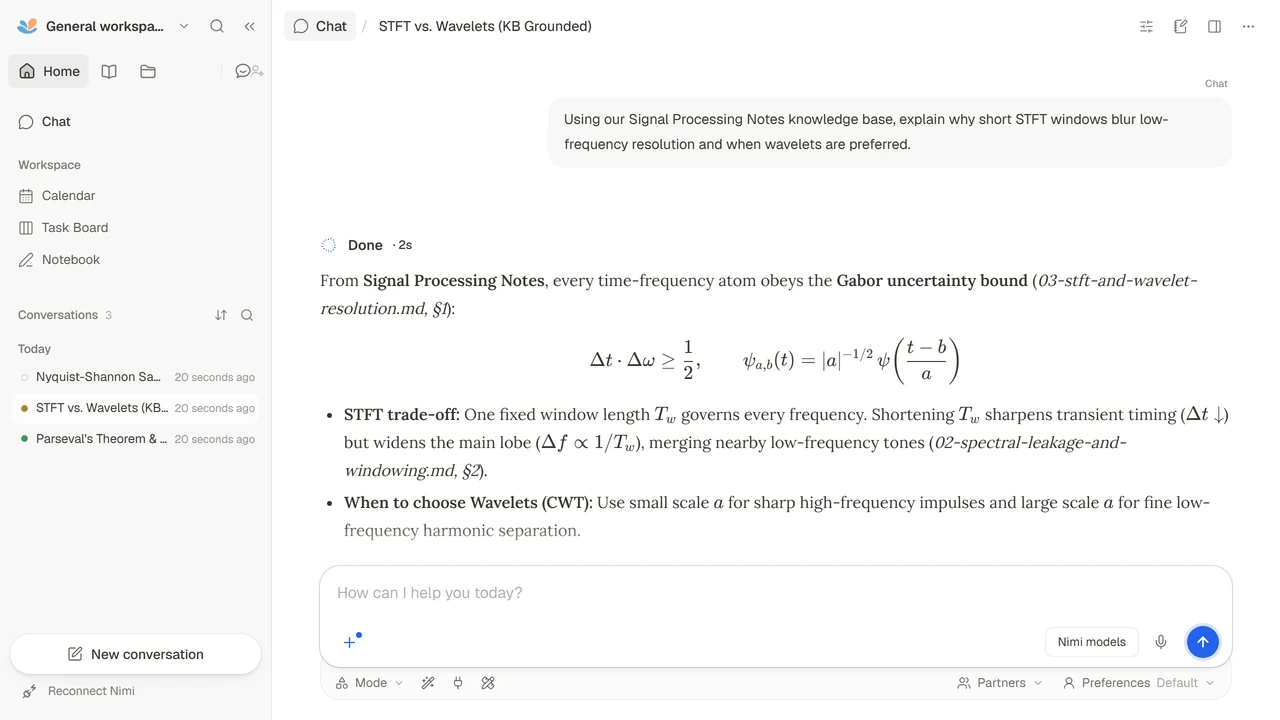 General workspa...
Home
Chat
Workspace
Calendar
Task Board
Notebook
Conversations 3
Today
Nyquist-Shannon Sa... 20 seconds ago
STFT vs. Wavelets (KB... 20 seconds ago
Parseval's Theorem & ... 20 seconds ago
New conversation
Reconnect Nimi
Chat / STFT vs. Wavelets (KB Grounded)
Chat
Using our Signal Processing Notes knowledge base, explain why short STFT windows blur low-
frequency resolution and when wavelets are preferred.
Done · 2s
From Signal Processing Notes, every time-frequency atom obeys the Gabor uncertainty bound (03-stft-and-wavelet-
resolution.md, §1):
Δt · Δω ≥ 1/2, ψ_{a,b}(t) = |a|^{-1/2} ψ((t − b)/a)
• STFT trade-off: One fixed window length T_w governs every frequency. Shortening T_w sharpens transient timing (Δt ↓)
but widens the main lobe (Δf ∝ 1/T_w), merging nearby low-frequency tones (02-spectral-leakage-and-
windowing.md, §2).
• When to choose Wavelets (CWT): Use small scale a for sharp high-frequency impulses and large scale a for fine low-
frequency harmonic separation.
How can I help you today?
Nimi models
Mode
Partners
Preferences Default